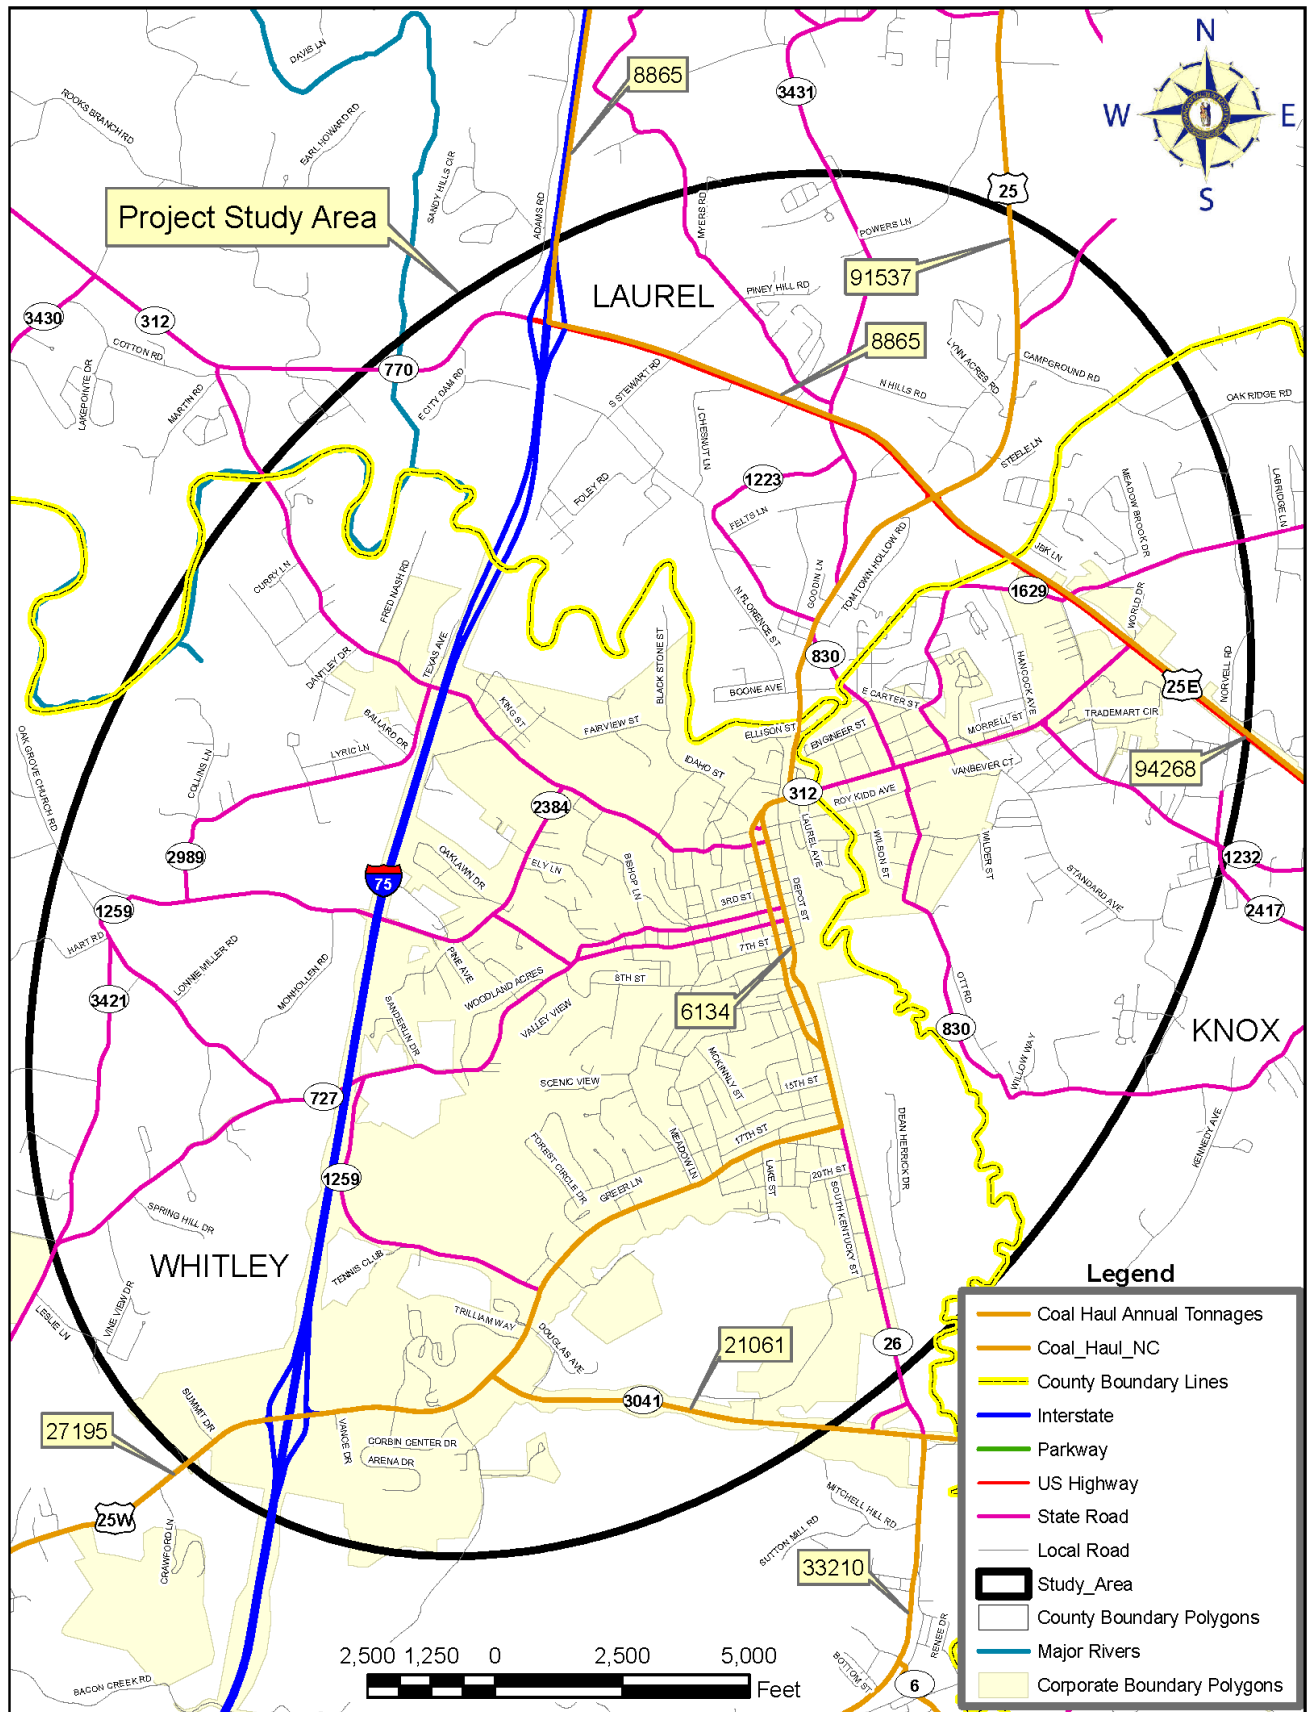 N
W
E
S
DAVIS LN
ROOKS BRANCH RD
EARL HOWARD RD
SANDY HILLS CIR
ADAMS RD
8865
3431
25
Project Study Area
MYERS RD
POWERS LN
91537
LAUREL
PINEY HILL RD
3430
312
COTTON RD
LAKEPOINTE DR
MARTIN RD
770
E CITY DAM RD
S STEWART RD
8865
N HILLS RD
LYNN ACRES RD
CAMPGROUND RD
OAK RIDGE RD
J CHESNUT LN
STEELE LN
1223
FOLEY RD
FELTS LN
MEADOW BROOK DR
LABRIDGE LN
JBK LN
TOM TOWN HOLLOW RD
GOODIN LN
N FLORENCE ST
CURRY LN
FRED NASH RD
1629
WORLD DR
TEXAS AVE
BLACK STONE ST
830
DANTLEY DR
HANCOCK AVE
NORVELL RD
25E
BOONE AVE
E CARTER ST
KING ST
FAIRVIEW ST
BALLARD DR
ELLISON ST
ENGINEER ST
MORRELL ST
TRADEMART CIR
LYRIC LN
IDAHO ST
VANBEVER CT
94268
OAK GROVE CHURCH RD
COLLINS LN
2384
312
ROY KIDD AVE
2989
75
OAKLAWN DR
ELY LN
BISHOP LN
LAUREL AVE
WILSON ST
WILDER ST
1232
STANDARD AVE
1259
3RD ST
DEPOT ST
2417
HART RD
LONNIE MILLER RD
MONHOLLEN RD
PINE AVE
7TH ST
WOODLAND ACRES
8TH ST
3421
SANDERLIN DR
VALLEY VIEW
6134
OTT RD
830
KNOX
WILLOW WAY
SCENIC VIEW
MCKINNLY ST
15TH ST
727
17TH ST
DEAN HERRICK DR
KENNEDY AVE
FOREST CIRCLE DR
MEADOW LN
1259
GREER LN
LAKE ST
20TH ST
SOUTH KENTUCKY ST
SPRING HILL DR
WHITLEY
TENNIS CLUB
VINE VIEW DR
LESLIE LN
TRILLIAM WAY
DOUGLAS AVE
21061
26
3041
SUMMIT DR
27195
VANCE DR
CORBIN CENTER DR
ARENA DR
25W
CRAWFORD LN
MITCHELL HILL RD
SUTTON MILL RD
33210
RENEE DR
BOTTOM ST
6
BACON CREEK RD
2,500 1,250 0 2,500 5,000
Feet
Legend
Coal Haul Annual Tonnages
Coal_Haul_NC
County Boundary Lines
Interstate
Parkway
US Highway
State Road
Local Road
Study_Area
County Boundary Polygons
Major Rivers
Corporate Boundary Polygons